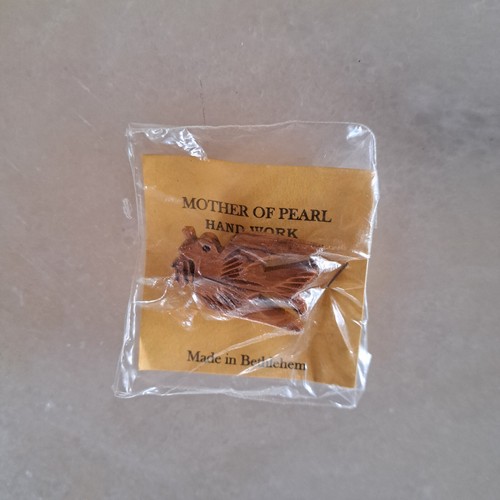 MOTHER OF PEARL
HAND WORK
Made in Bethlehem